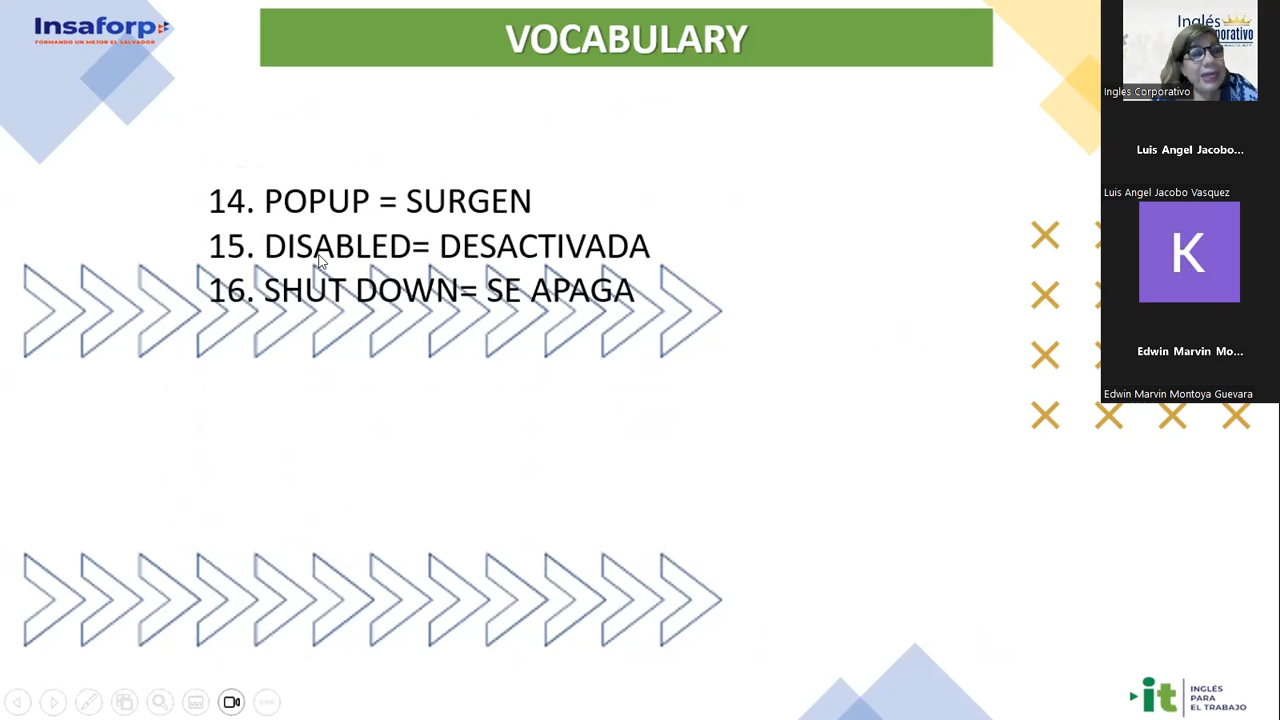 Insaforp
FORMANDO UN MEJOR EL SALVADOR
VOCABULARY
14. POPUP = SURGEN
15. DISABLED= DESACTIVADA
16. SHUT DOWN= SE APAGA
Inglés
Ingles Corporativo
Luis Angel Jacobo...
Luis Angel Jacobo Vasquez
K
Edwin Marvin Mo...
Edwin Marvin Montoya Guevara
it
INGLÉS
PARA
EL TRABAJO